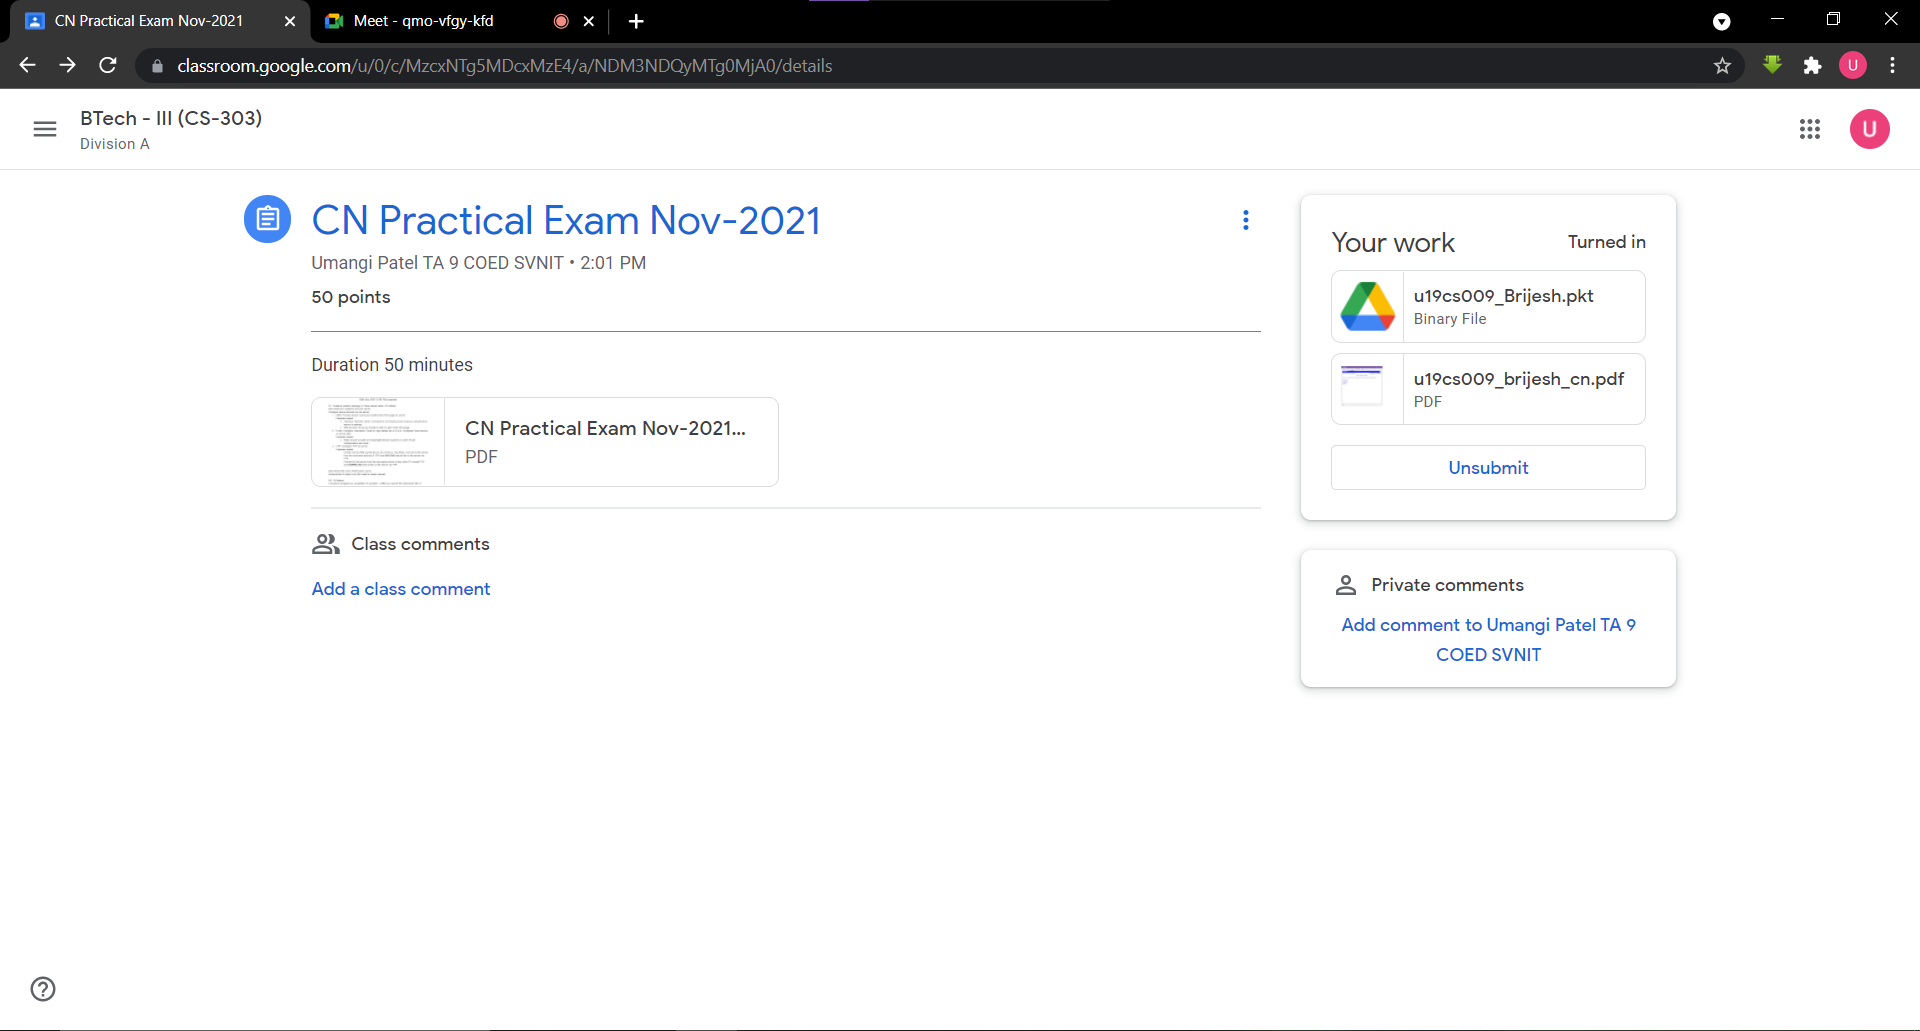 CN Practical Exam Nov-2021
Meet - qmo-vfgy-kfd
classroom.google.com/u/0/c/MzcxNTg5MDcxMzE4/a/NDM3NDQyMTg0MjA0/details
U
BTech - III (CS-303)
Division A
U
CN Practical Exam Nov-2021
Umangi Patel TA 9 COED SVNIT • 2:01 PM
50 points
Duration 50 minutes
CN Practical Exam Nov-2021...
PDF
Class comments
Add a class comment
Your work
Turned in
u19cs009_Brijesh.pkt
Binary File
u19cs009_brijesh_cn.pdf
PDF
Unsubmit
Private comments
Add comment to Umangi Patel TA 9
COED SVNIT